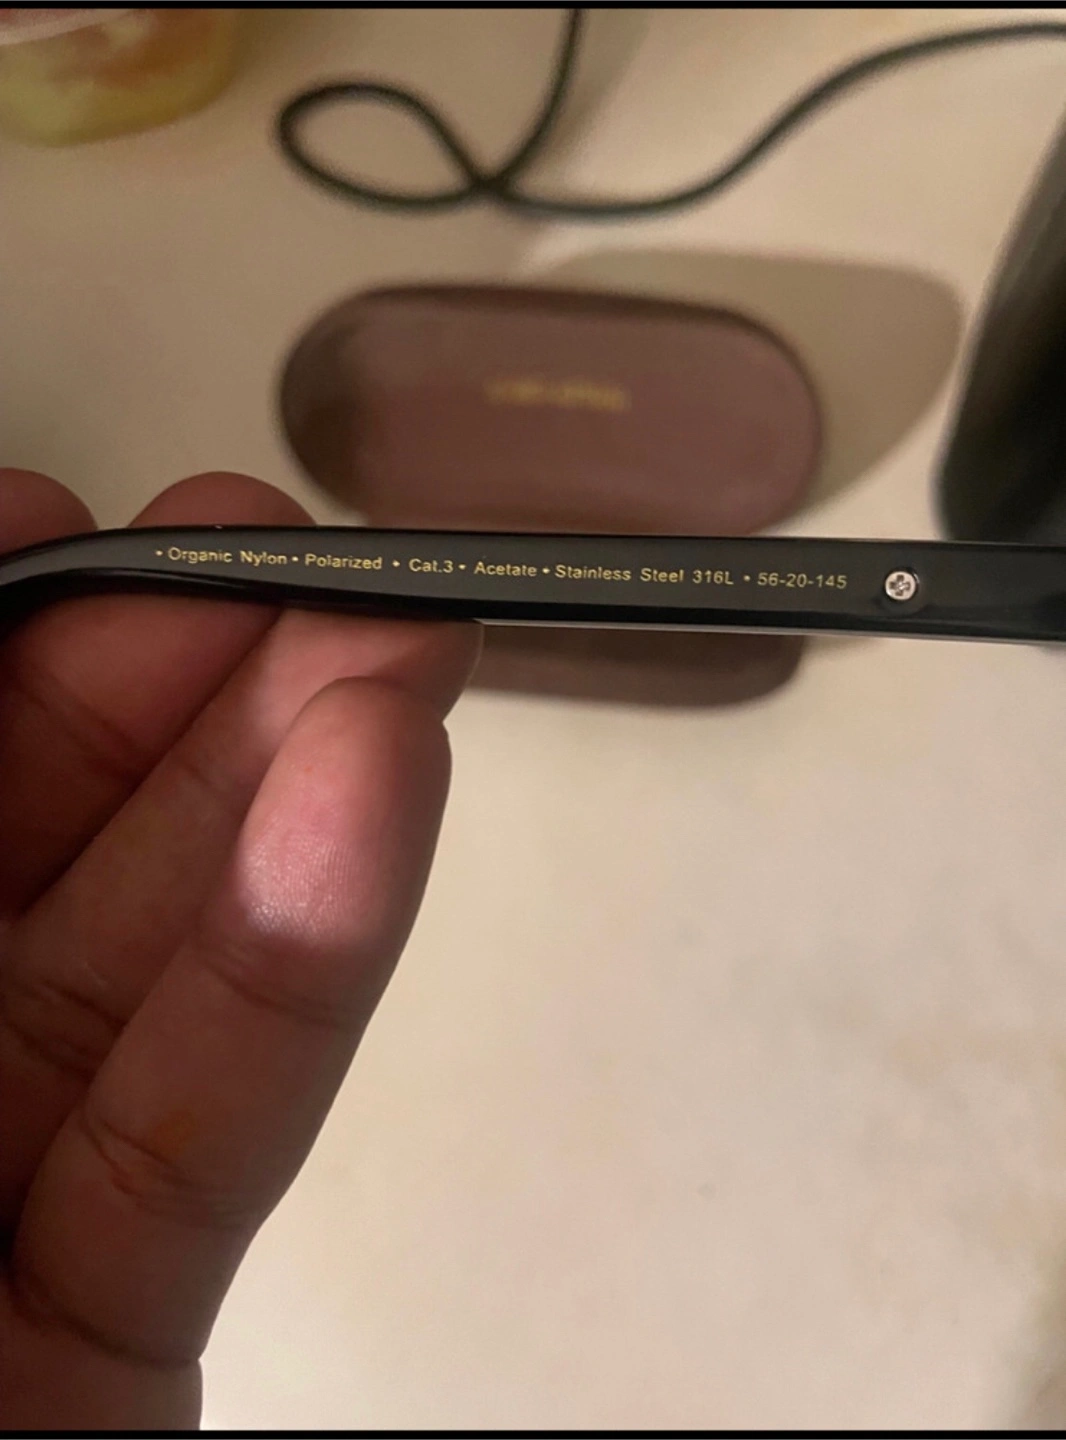 • Organic Nylon • Polarized • Cat.3 • Acetate • Stainless Steel 316L • 56-20-145